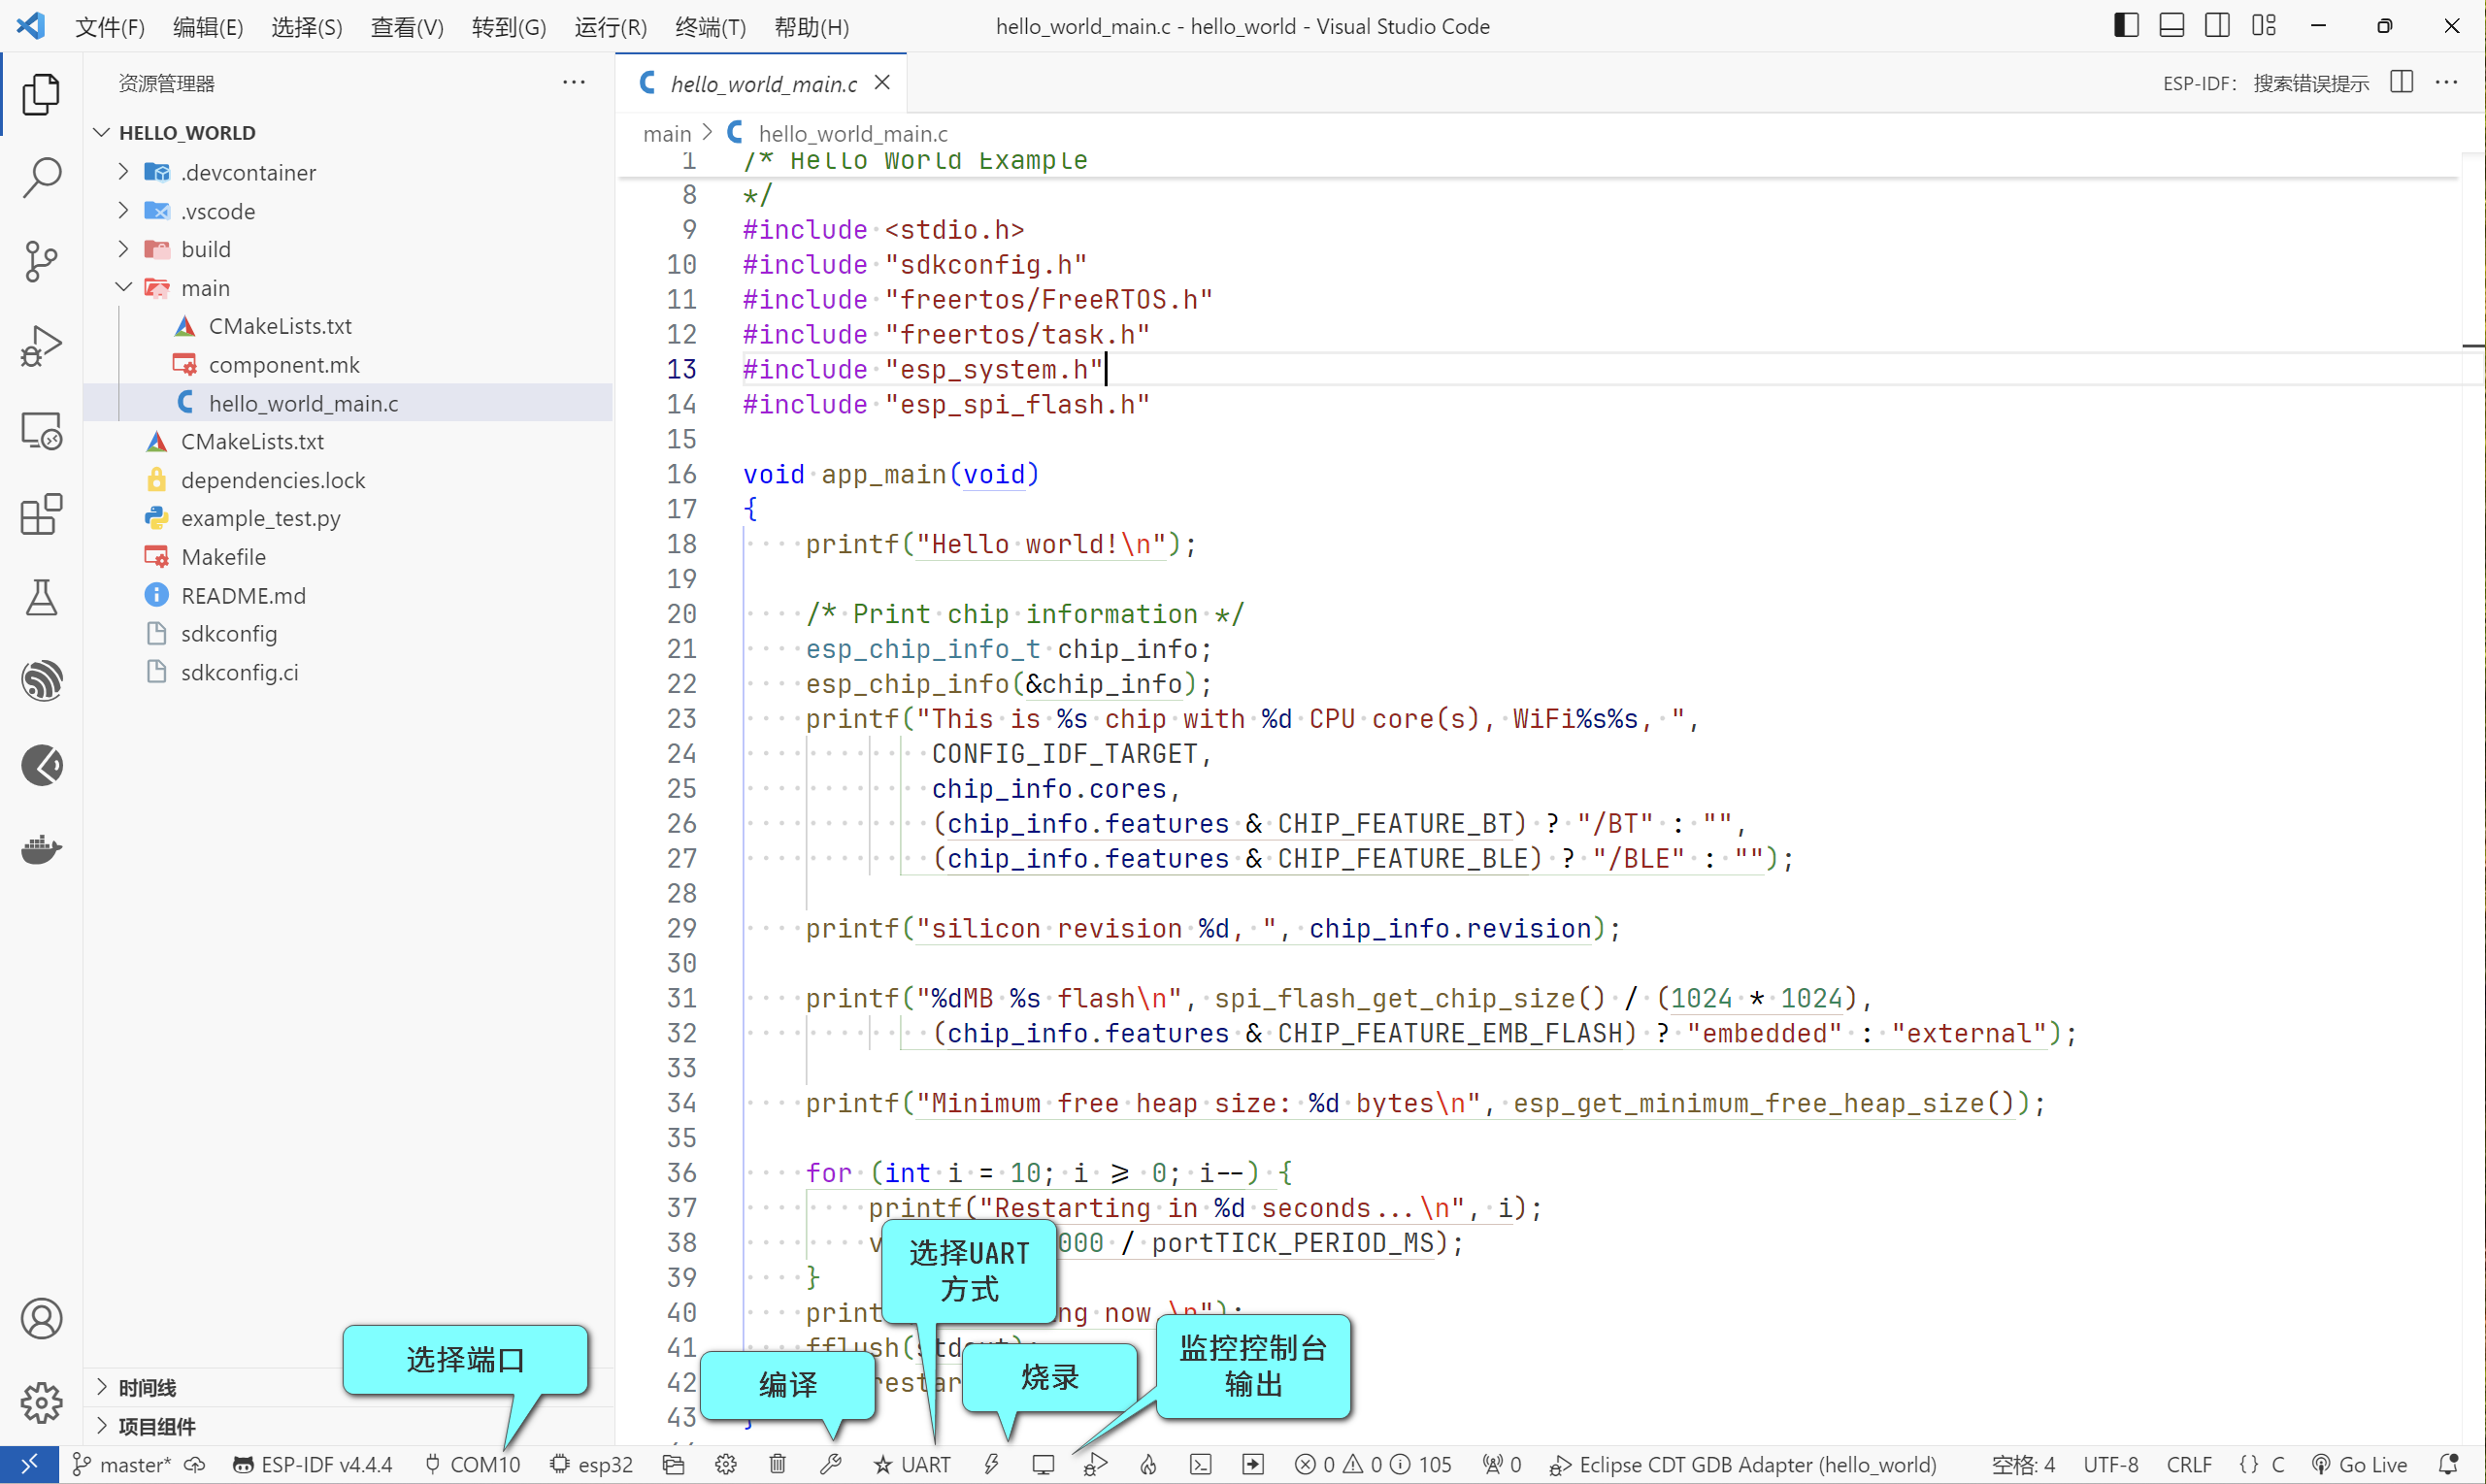 文件(F) 编辑(E) 选择(S) 查看(V) 转到(G) 运行(R) 终端(T) 帮助(H) hello_world_main.c - hello_world - Visual Studio Code
资源管理器
HELLO_WORLD
.devcontainer
.vscode
build
main
CMakeLists.txt
component.mk
hello_world_main.c
CMakeLists.txt
dependencies.lock
example_test.py
Makefile
README.md
sdkconfig
sdkconfig.ci
时间线
项目组件
hello_world_main.c
ESP-IDF: 搜索错误提示
main > hello_world_main.c
1 /* Hello World Example
8 */
9 #include <stdio.h>
10 #include "sdkconfig.h"
11 #include "freertos/FreeRTOS.h"
12 #include "freertos/task.h"
13 #include "esp_system.h"
14 #include "esp_spi_flash.h"
15
16 void app_main(void)
17 {
18 printf("Hello world!\n");
19
20 /* Print chip information */
21 esp_chip_info_t chip_info;
22 esp_chip_info(&chip_info);
23 printf("This is %s chip with %d CPU core(s), WiFi%s%s, ",
24 CONFIG_IDF_TARGET,
25 chip_info.cores,
26 (chip_info.features & CHIP_FEATURE_BT) ? "/BT" : "",
27 (chip_info.features & CHIP_FEATURE_BLE) ? "/BLE" : "");
28
29 printf("silicon revision %d, ", chip_info.revision);
30
31 printf("%dMB %s flash\n", spi_flash_get_chip_size() / (1024 * 1024),
32 (chip_info.features & CHIP_FEATURE_EMB_FLASH) ? "embedded" : "external");
33
34 printf("Minimum free heap size: %d bytes\n", esp_get_minimum_free_heap_size());
35
36 for (int i = 10; i >= 0; i--) {
37 printf("Restarting in %d seconds...\n", i);
38 v 000 / portTICK_PERIOD_MS);
39 }
40 print ng now.\n");
41 fflush(stdout);
42 restar
43 }
选择端口
编译
选择UART
方式
烧录
监控控制台
输出
master* ESP-IDF v4.4.4 COM10 esp32 UART 0 0 105 0 Eclipse CDT GDB Adapter (hello_world) 空格: 4 UTF-8 CRLF {} C Go Live